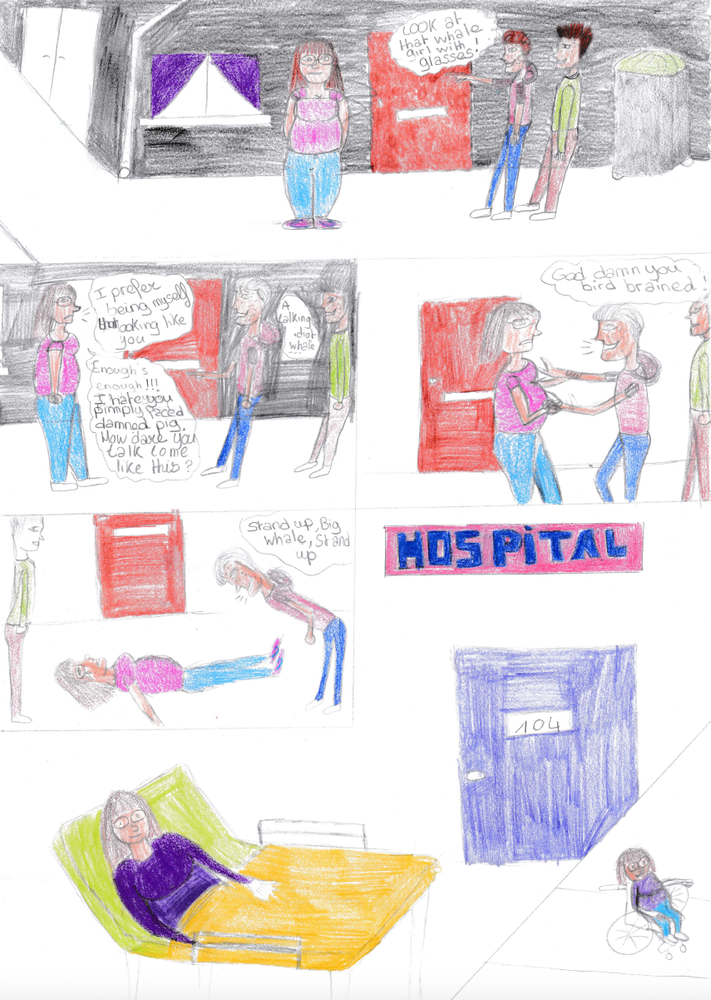 LOOK at
that whale
girl with
glasses!
I prefer
being myself
than looking like
you
A
talking
idiot
whale
Enough's
enough!!!
I hate you
pimply faced
damned pig.
How dare you
talk to me
like this?
God damn you
bird brained!
Stand up, Big
whale, Stand
up
HOSPiTAL
104